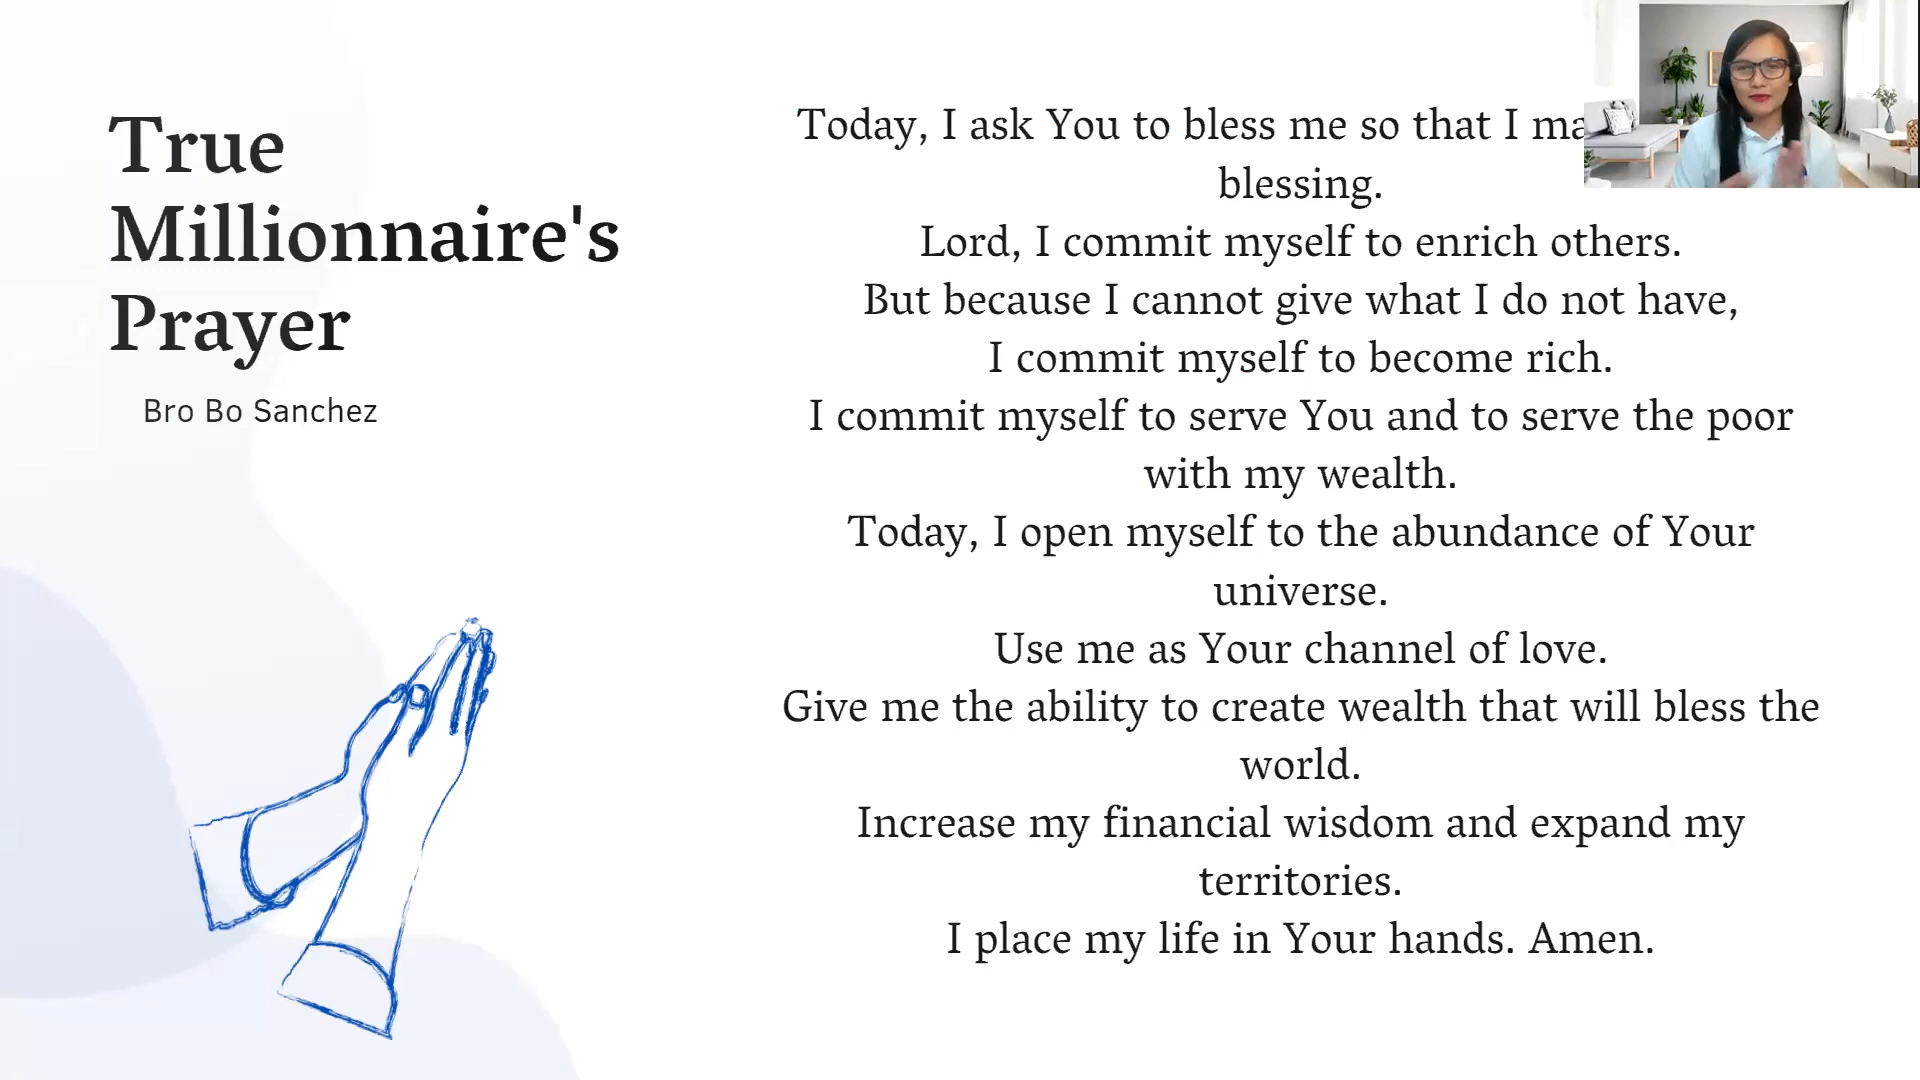 True
Millionnaire's
Prayer
Bro Bo Sanchez
Today, I ask You to bless me so that I
blessing.
Lord, I commit myself to enrich others.
But because I cannot give what I do not have,
I commit myself to become rich.
I commit myself to serve You and to serve the poor
with my wealth.
Today, I open myself to the abundance of Your
universe.
Use me as Your channel of love.
Give me the ability to create wealth that will bless the
world.
Increase my financial wisdom and expand my
territories.
I place my life in Your hands. Amen.